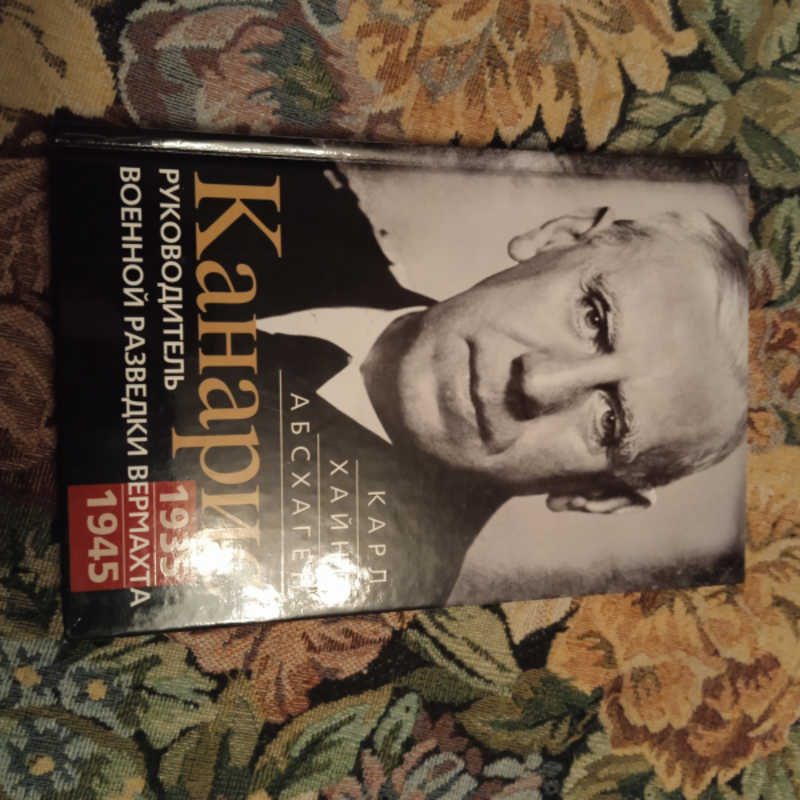 КАРЛ
ХАЙНЦ
АБСХАГЕН
Канарис
РУКОВОДИТЕЛЬ
ВОЕННОЙ РАЗВЕДКИ ВЕРМАХТА
1935
1945